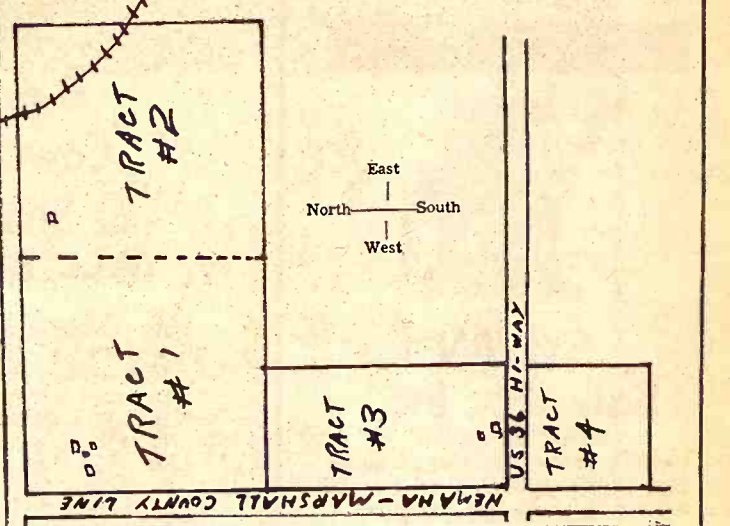 TRACT
#2
East
North
South
West
TRACT
#1
TRACT
#3
US 36 HI-WAY
TRACT
#4
NEMAHA-MARSHALL COUNTY LINE